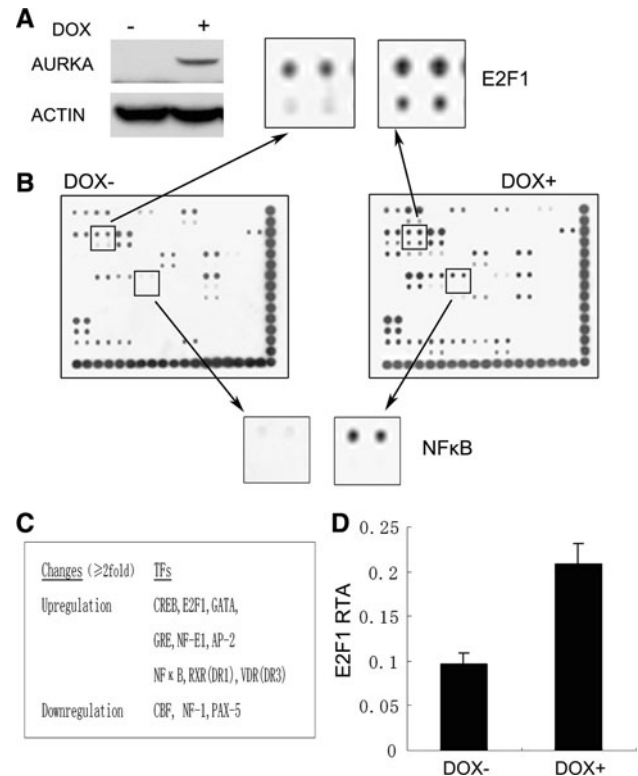 A
DOX - +
AURKA
ACTIN
E2F1
B
DOX-
DOX+
NFκB
C
Changes (≥2fold) TFs
Upregulation CREB, E2F1, GATA,
GRE, NF-E1, AP-2
NFκB, RXR(DR1), VDR(DR3)
Downregulation CBF, NF-1, PAX-5
D
E2F1 RTA
0.25
0.2
0.15
0.1
0.05
0
DOX- DOX+